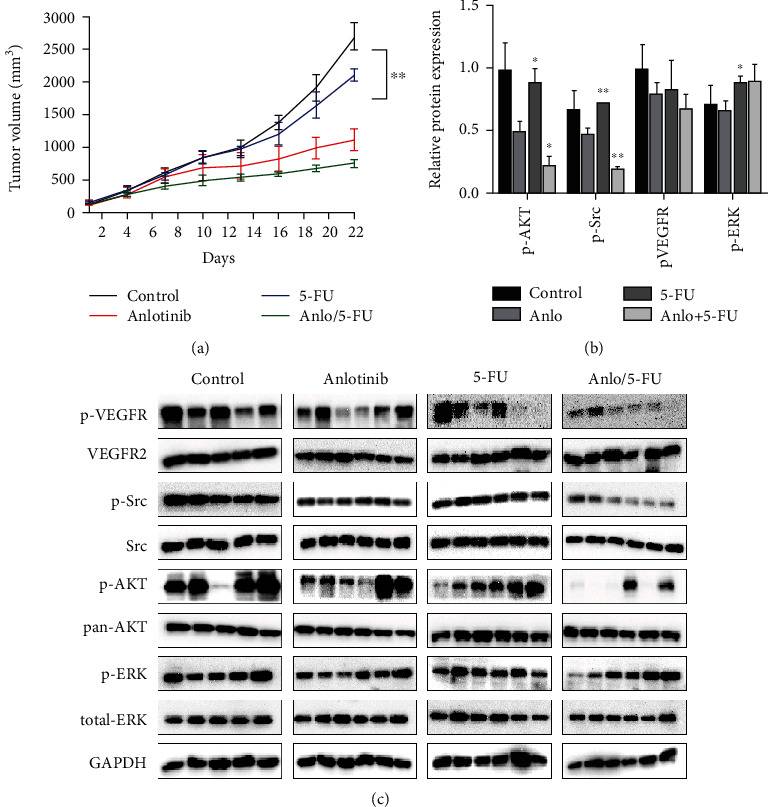 Tumor volume (mm³)
3000
2500
2000
1500
1000
500
0
2 4 6 8 10 12 14 16 18 20 22
Days
**
Control
5-FU
Anlotinib
Anlo/5-FU
(a)
Relative protein expression
1.5
1.0
0.5
0.0
*
*
**
**
*
p-AKT
p-Src
pVEGFR
p-ERK
Control
5-FU
Anlo
Anlo+5-FU
(b)
Control Anlotinib 5-FU Anlo/5-FU
p-VEGFR
VEGFR2
p-Src
Src
p-AKT
pan-AKT
p-ERK
total-ERK
GAPDH
(c)